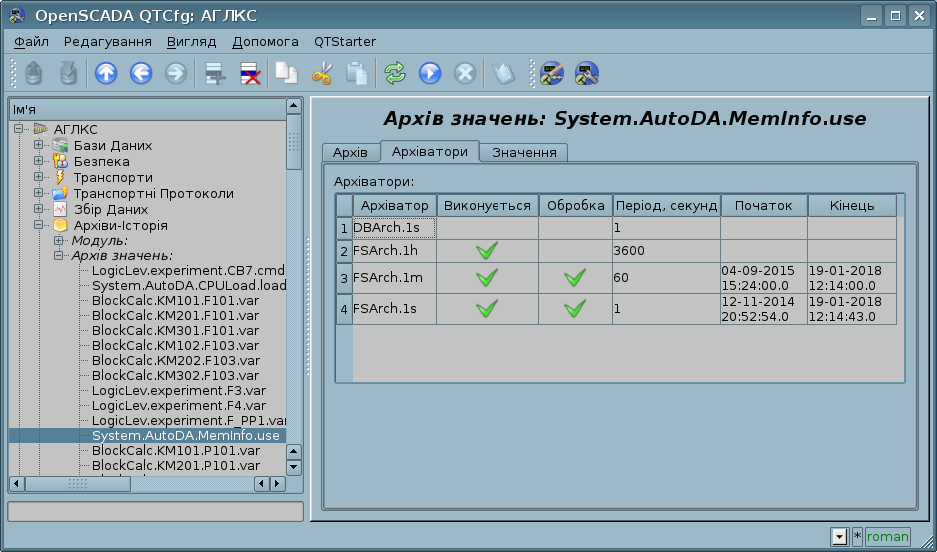 OpenSCADA QTCfg: АГЛКС
Файл Редагування Вигляд Допомога QTStarter
Ім'я
АГЛКС
Бази Даних
Безпека
Транспорти
Транспортні Протоколи
Збір Даних
Архіви-Історія
Модуль:
Архів значень:
LogicLev.experiment.CB7.cmd
System.AutoDA.CPULoad.load
BlockCalc.KM101.F101.var
BlockCalc.KM201.F101.var
BlockCalc.KM301.F101.var
BlockCalc.KM102.F103.var
BlockCalc.KM202.F103.var
BlockCalc.KM302.F103.var
LogicLev.experiment.F3.var
LogicLev.experiment.F4.var
LogicLev.experiment.F_PP1.var
System.AutoDA.MemInfo.use
BlockCalc.KM101.P101.var
BlockCalc.KM201.P101.var
Архів значень: System.AutoDA.MemInfo.use
Архів Архіватори Значення
Архіватори:
Архіватор Виконується Обробка Період, секунд Початок Кінець
1 DBArch.1s 1
2 FSArch.1h 3600
3 FSArch.1m 60 04-09-2015 15:24:00.0 19-01-2018 12:14:00.0
4 FSArch.1s 1 12-11-2014 20:52:54.0 19-01-2018 12:14:43.0
* roman